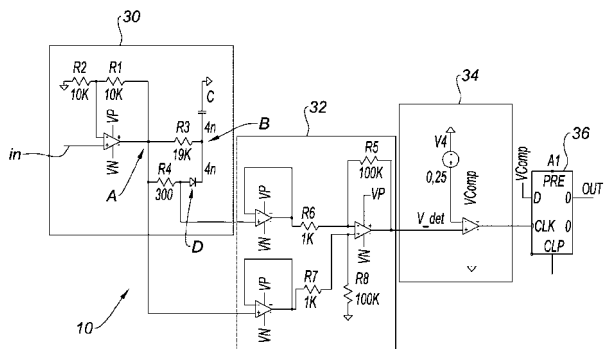 30
R2
R1
10K
10K
VP
VN
in
A
R3
19K
C
4n
B
4n
R4
300
D
10
32
VP
VN
VP
VN
R6
1K
R7
1K
R5
100K
VP
VN
R8
100K
V_det
34
V4
0,25
VComp
36
A1
VComp
PRE
D
O
OUT
CLK
O
CLP